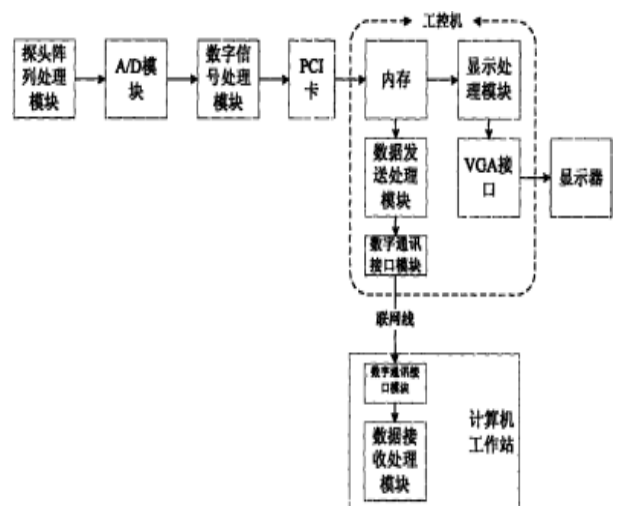 工控机
探头阵
列处理
模块
A/D模
块
数字信
号处理
模块
PCI
卡
内存
显示处
理模块
数据发
送处理
模块
VGA接
口
显示器
数字通讯
接口模块
联网线
数字通讯接
口模块
数据接
收处理
模块
计算机
工作站